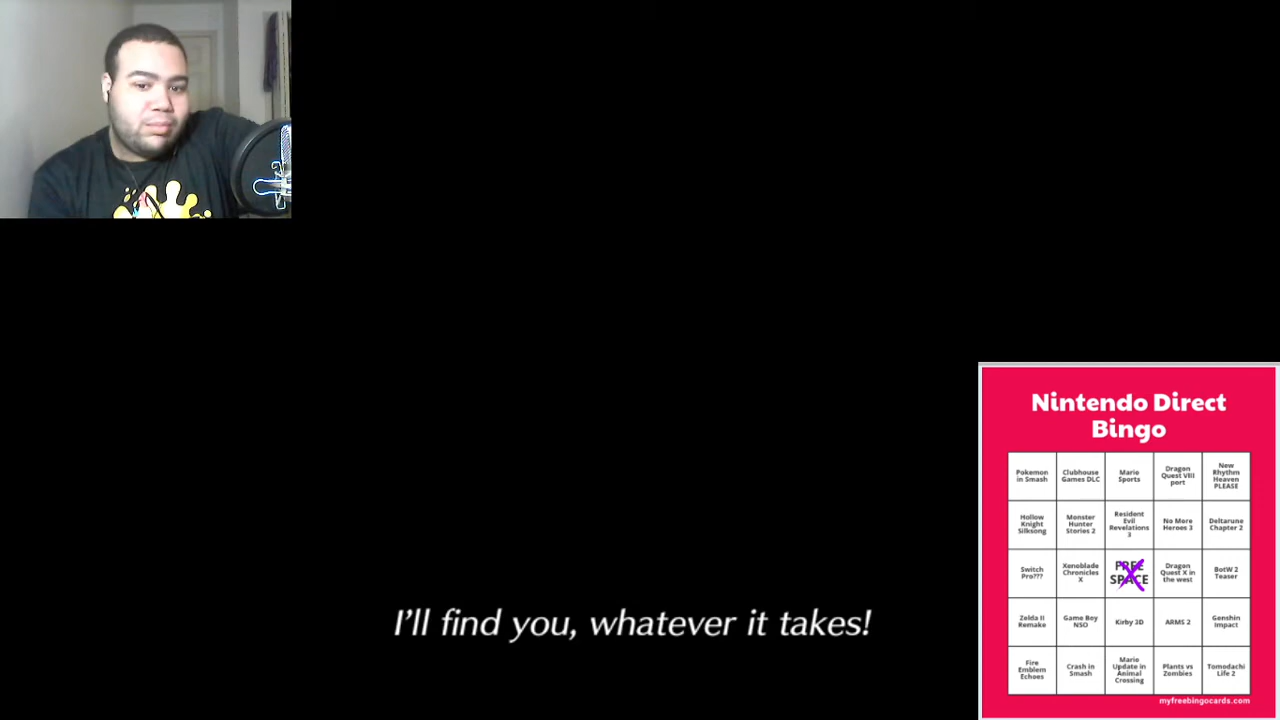 I'll find you, whatever it takes!
Nintendo Direct
Bingo
Pokemon
in Smash
Clubhouse
Games DLC
Mario
Sports
Dragon
Quest VIII
port
New
Rhythm
Heaven
PLEASE
Hollow
Knight
Silksong
Monster
Hunter
Stories 2
Resident
Evil
Revelations
3
No More
Heroes 3
Deltarune
Chapter 2
Switch
Pro???
Xenoblade
Chronicles
X
FREE
SPACE
Dragon
Quest X in
the west
BotW 2
Teaser
Zelda II
Remake
Game Boy
NSO
Kirby 3D
ARMS 2
Genshin
Impact
Fire
Emblem
Echoes
Crash in
Smash
Mario
Update in
Animal
Crossing
Plants vs
Zombies
Tomodachi
Life 2
myfreebingocards.com